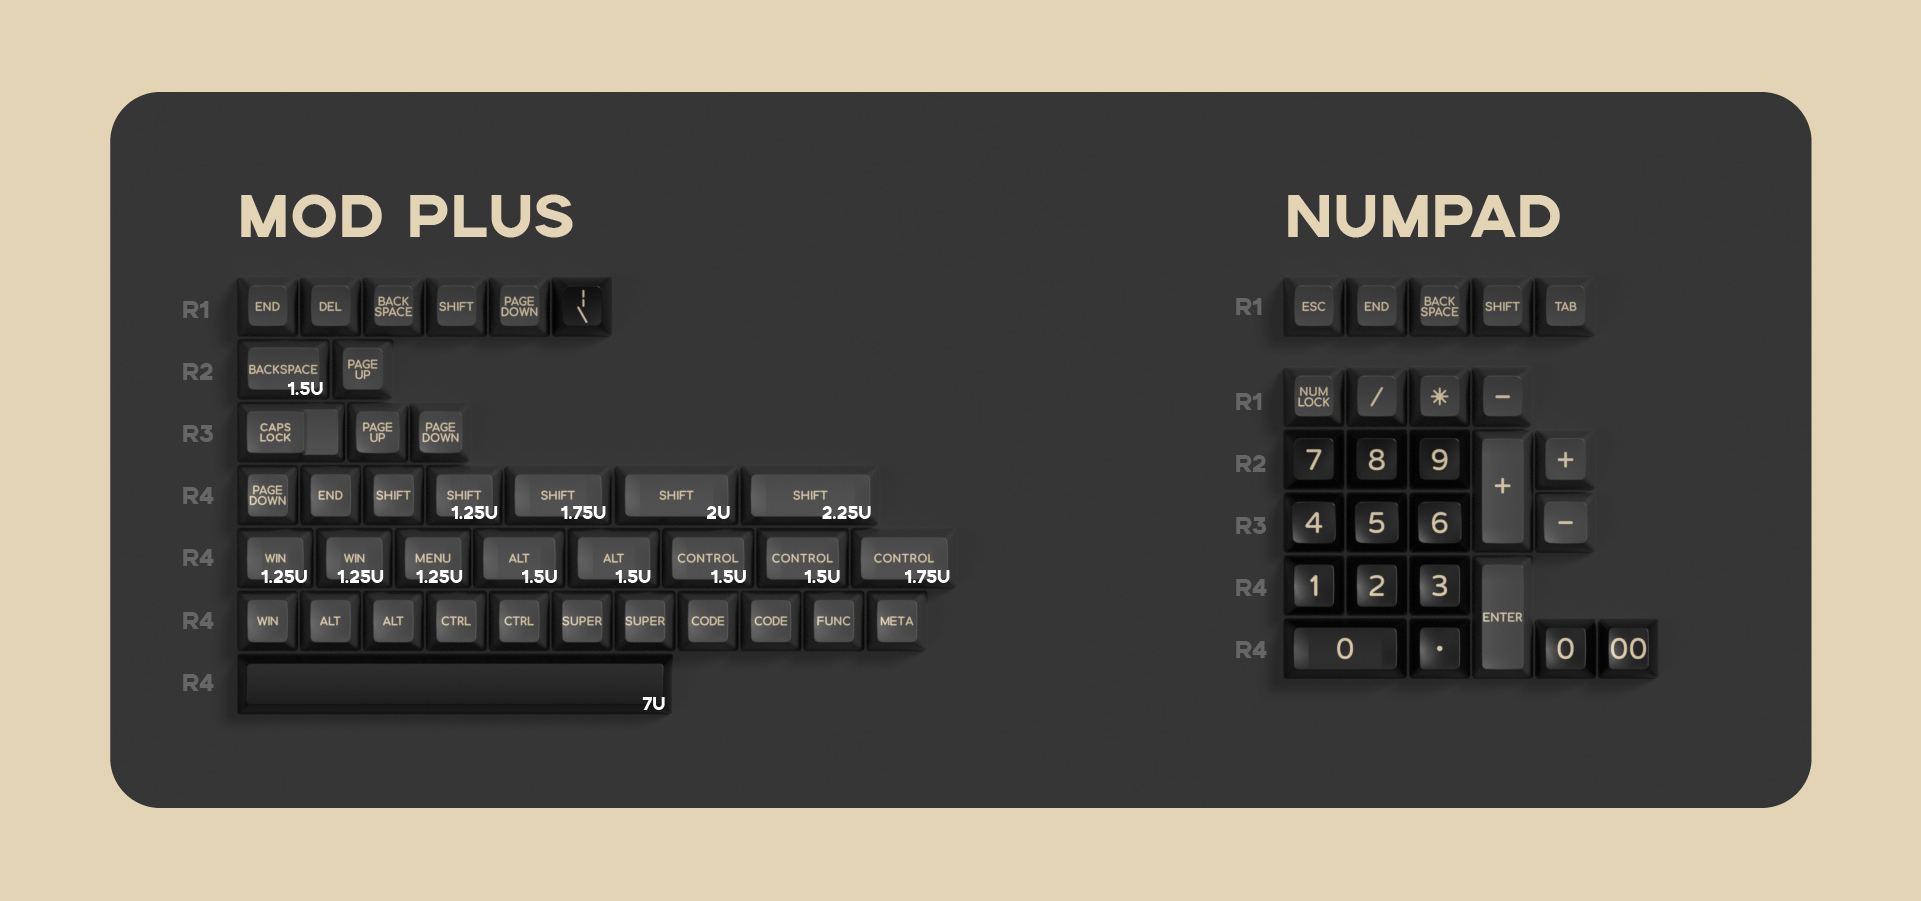 MOD PLUS
R1 END DEL BACK SPACE SHIFT PAGE DOWN ¦ \
R2 BACKSPACE 1.5U PAGE UP
R3 CAPS LOCK PAGE UP PAGE DOWN
R4 PAGE DOWN END SHIFT SHIFT 1.25U SHIFT 1.75U SHIFT 2U SHIFT 2.25U
R4 WIN 1.25U WIN 1.25U MENU 1.25U ALT 1.5U ALT 1.5U CONTROL 1.5U CONTROL 1.5U CONTROL 1.75U
R4 WIN ALT ALT CTRL CTRL SUPER SUPER CODE CODE FUNC META
R4 7U
NUMPAD
R1 ESC END BACK SPACE SHIFT TAB
R1 NUM LOCK / * −
R2 7 8 9 + +
R3 4 5 6 −
R4 1 2 3 ENTER
R4 0 · 0 00